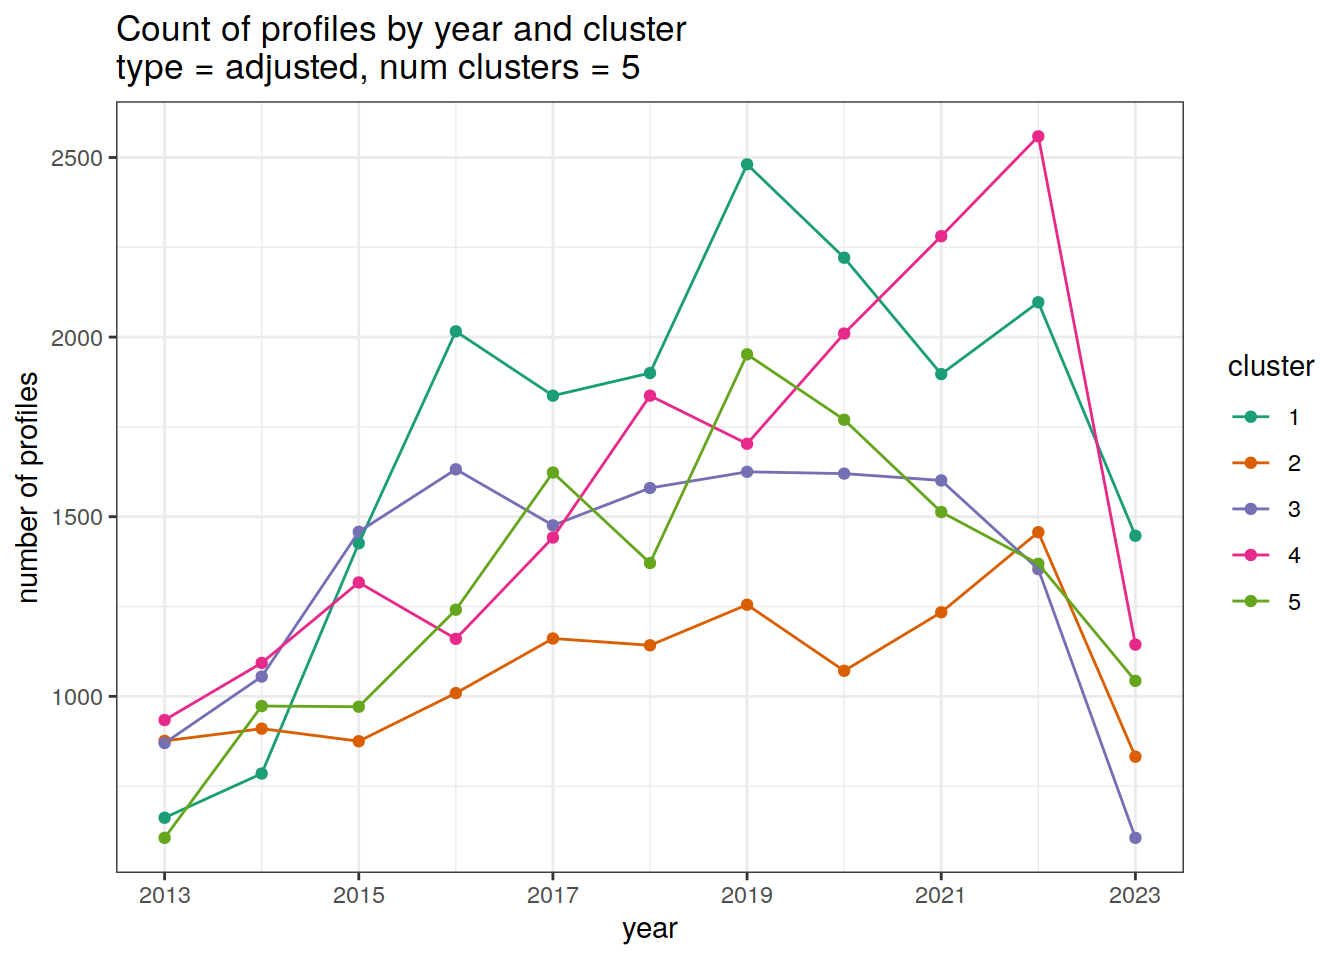 Count of profiles by year and cluster
type = adjusted, num clusters = 5
2500
2000
1500
1000
number of profiles
2013 2015 2017 2019 2021 2023
year
cluster
1
2
3
4
5